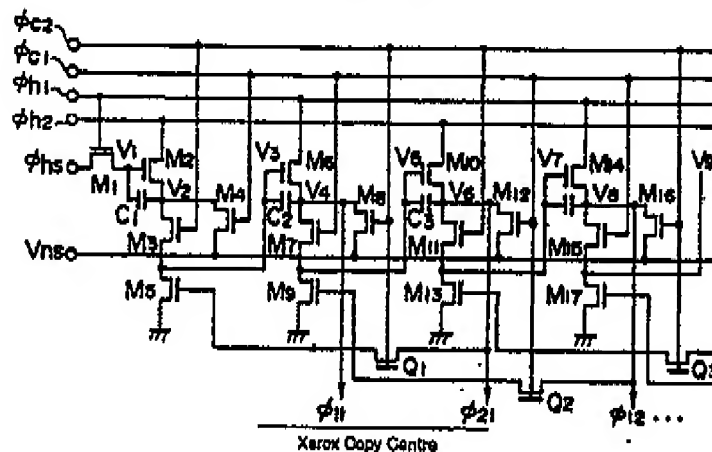 φC2
φC1
φh1
φh2
φhs
V1
M1
M2
V2
C1
M3
M4
V3
M6
V4
C2
M7
M8
V5
M10
V6
C3
M11
M12
V7
M14
V8
M15
M16
Vns
M5
M9
M13
M17
Q1
Q2
φ11
φ21
φ12 ...
Xerox Copy Centre